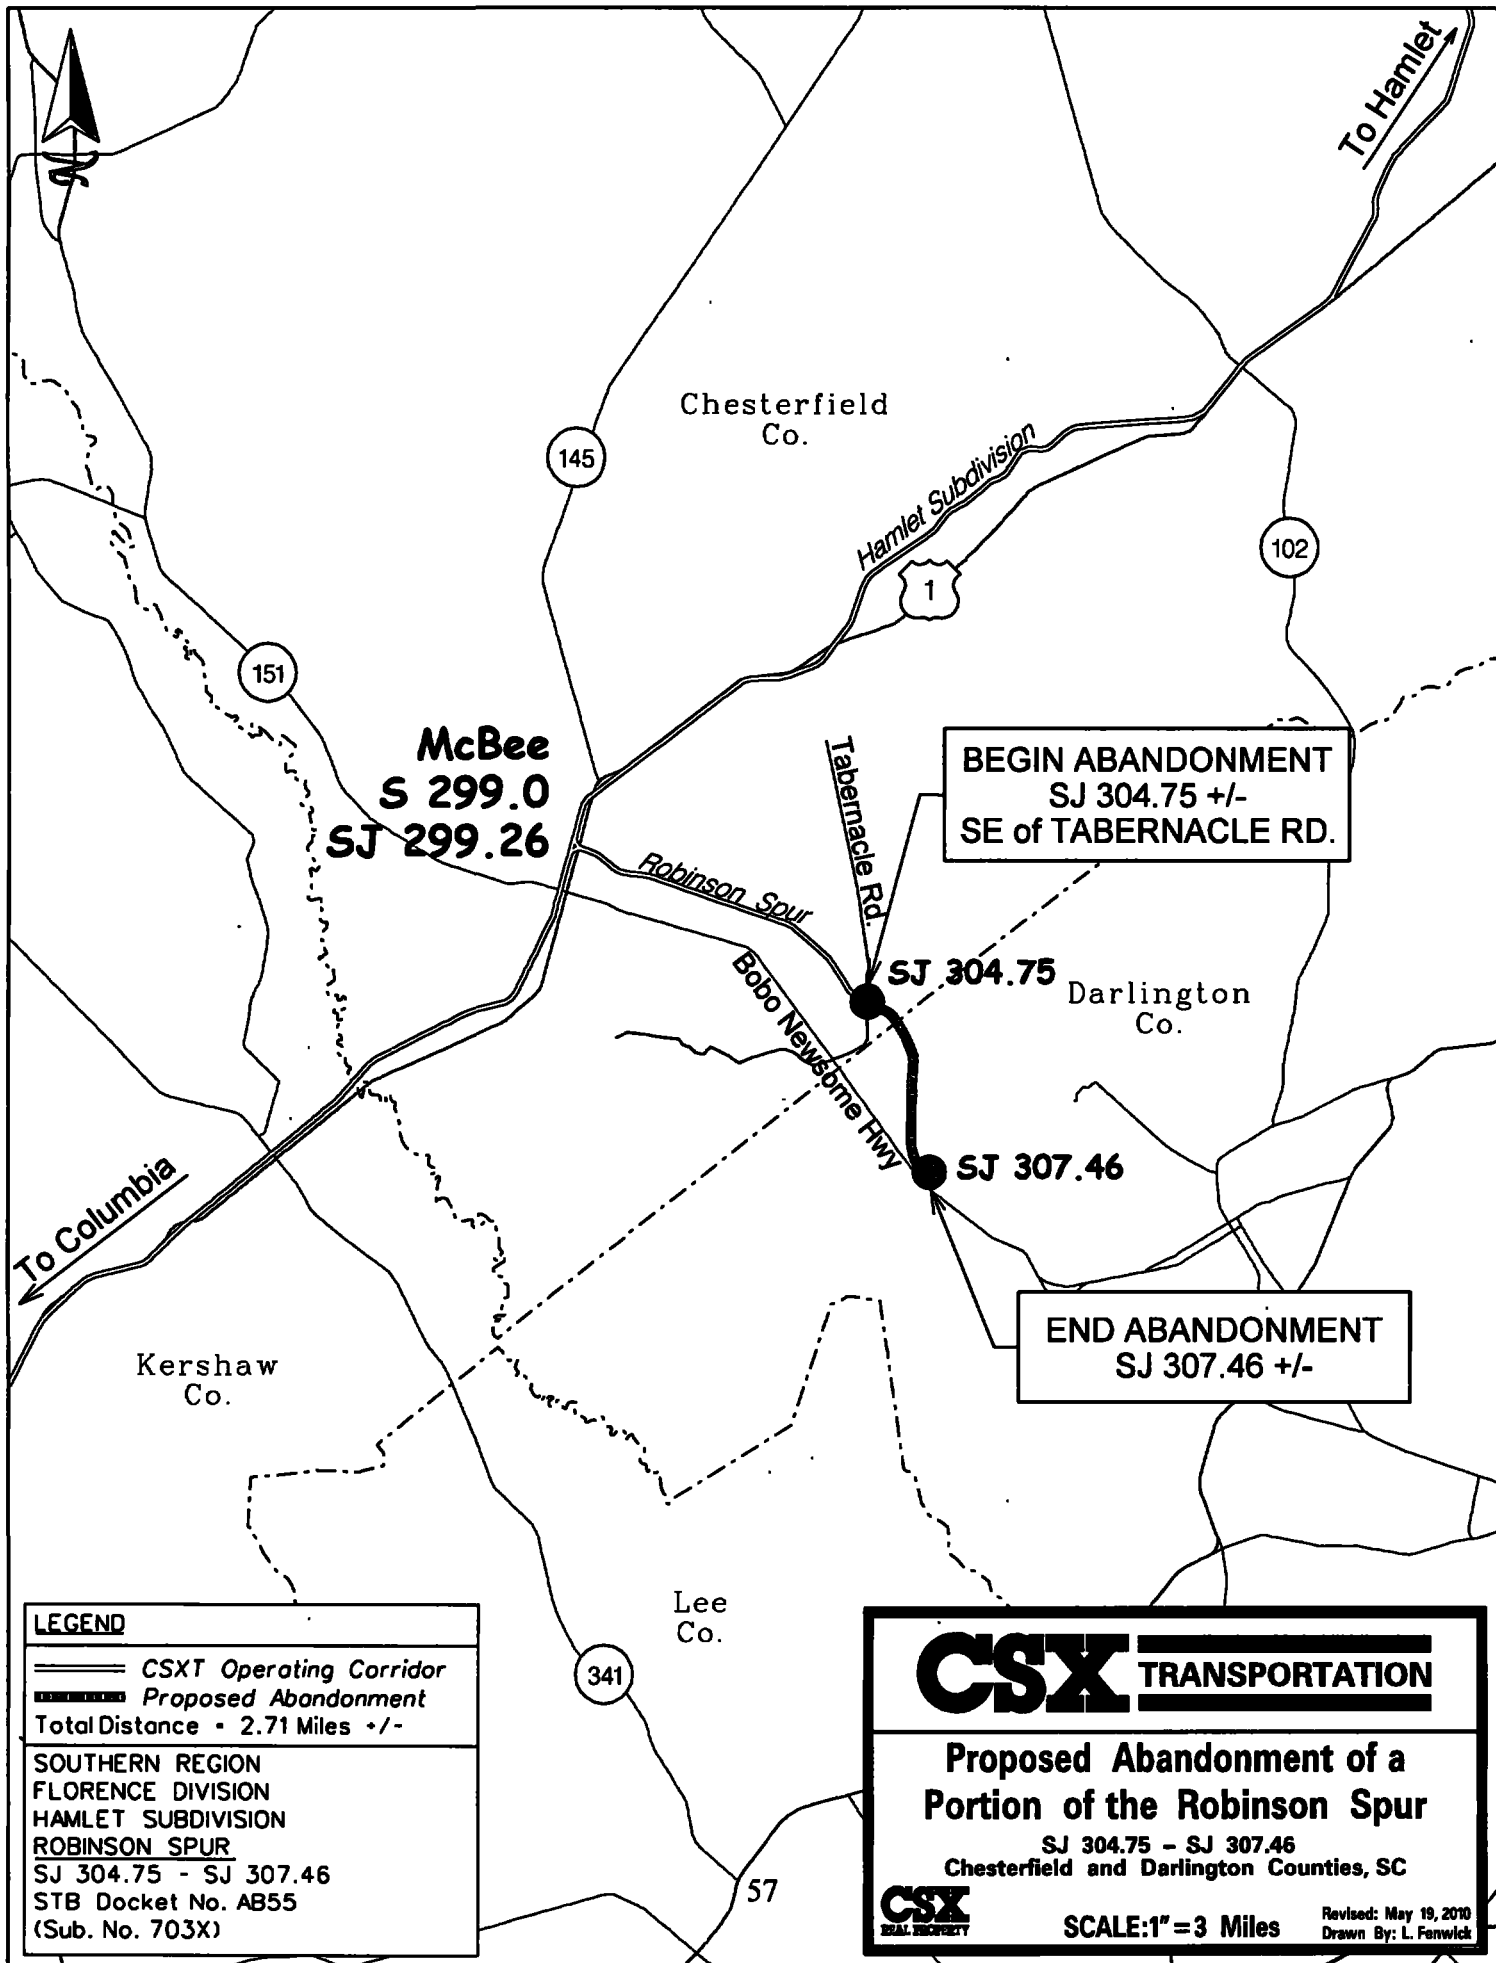 N
To Hamlet
Chesterfield
Co.
145
Hamlet Subdivision
1
102
151
McBee
S 299.0
SJ 299.26
Tabernacle Rd.
BEGIN ABANDONMENT
SJ 304.75 +/-
SE of TABERNACLE RD.
Robinson Spur
SJ 304.75
Bobo Newsome Hwy
Darlington
Co.
SJ 307.46
To Columbia
END ABANDONMENT
SJ 307.46 +/-
Kershaw
Co.
Lee
Co.
341
57
LEGEND
CSXT Operating Corridor
Proposed Abandonment
Total Distance = 2.71 Miles +/-
SOUTHERN REGION
FLORENCE DIVISION
HAMLET SUBDIVISION
ROBINSON SPUR
SJ 304.75 - SJ 307.46
STB Docket No. AB55
(Sub. No. 703X)
CSX TRANSPORTATION
Proposed Abandonment of a
Portion of the Robinson Spur
SJ 304.75 - SJ 307.46
Chesterfield and Darlington Counties, SC
CSX
REAL PROPERTY
SCALE:1"=3 Miles
Revised: May 19, 2010
Drawn By: L. Fenwick